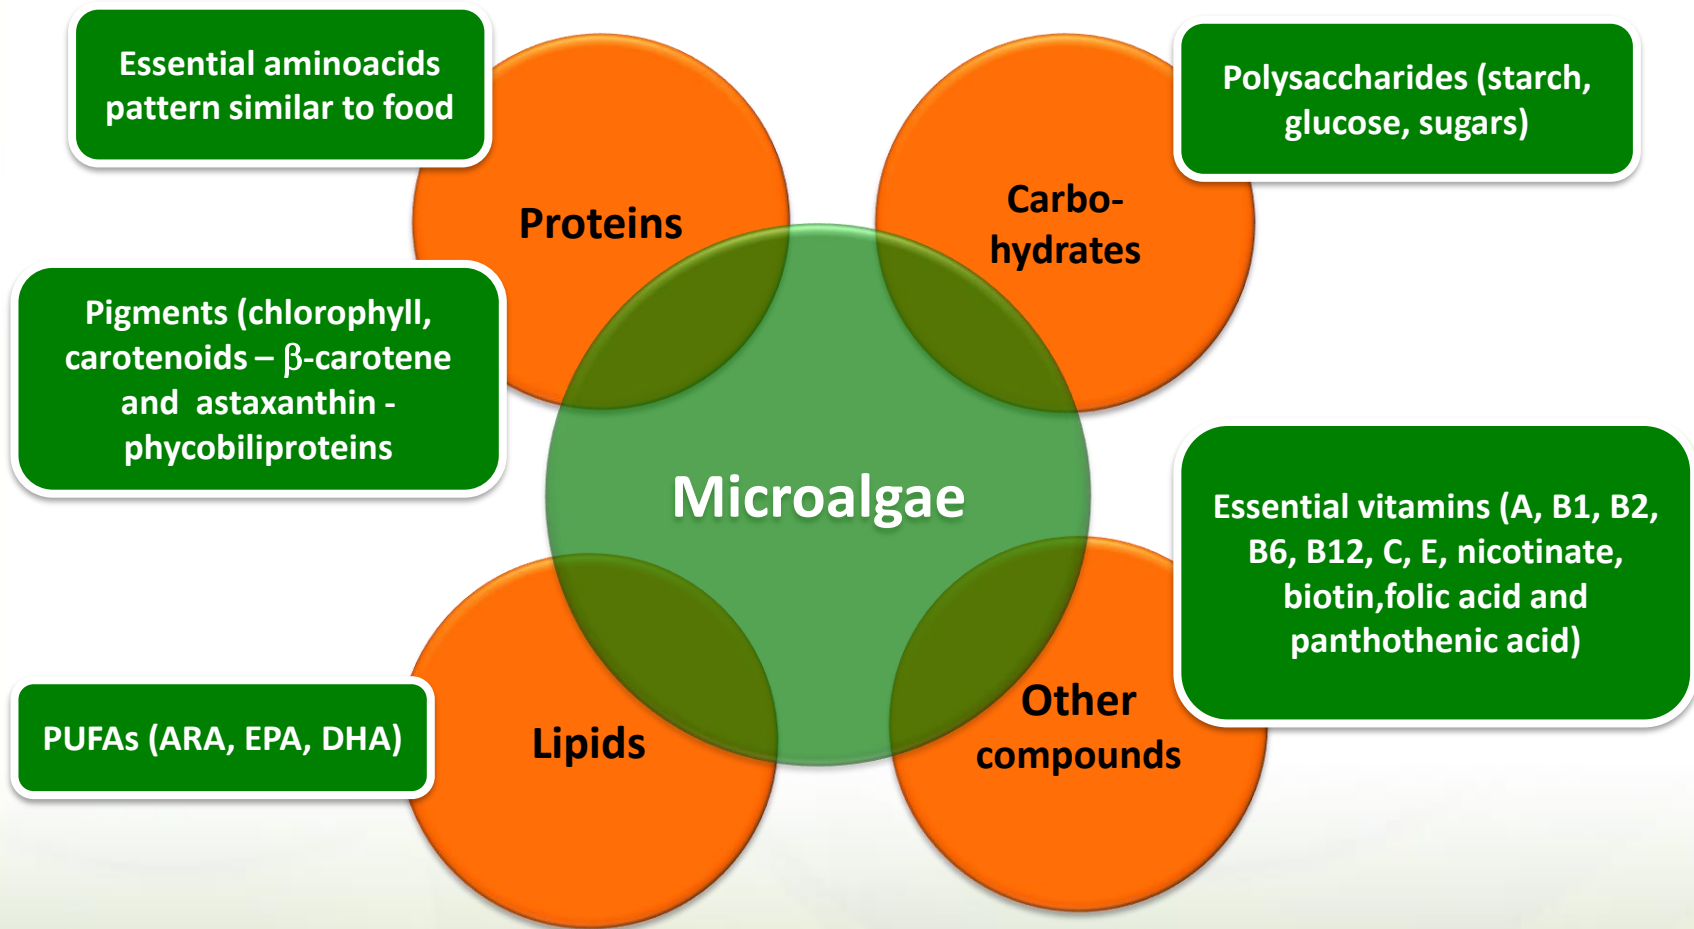 Essential aminoacids
pattern similar to food
Polysaccharides (starch,
glucose, sugars)
Proteins
Carbo-
hydrates
Pigments (chlorophyll,
carotenoids – β-carotene
and astaxanthin -
phycobiliproteins
Microalgae
Essential vitamins (A, B1, B2,
B6, B12, C, E, nicotinate,
biotin,folic acid and
panthothenic acid)
PUFAs (ARA, EPA, DHA)
Lipids
Other
compounds